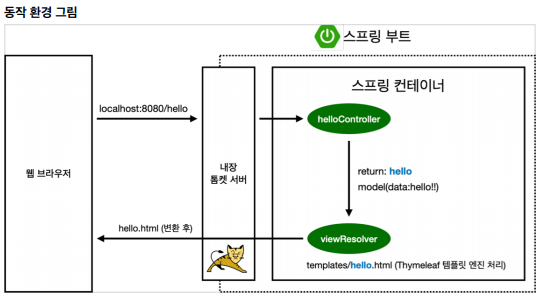 동작 환경 그림
스프링 부트
스프링 컨테이너
localhost:8080/hello
helloController
웹 브라우저
내장
톰켓 서버
return: hello
model(data:hello!!)
hello.html (변환 후)
viewResolver
templates/hello.html (Thymeleaf 템플릿 엔진 처리)